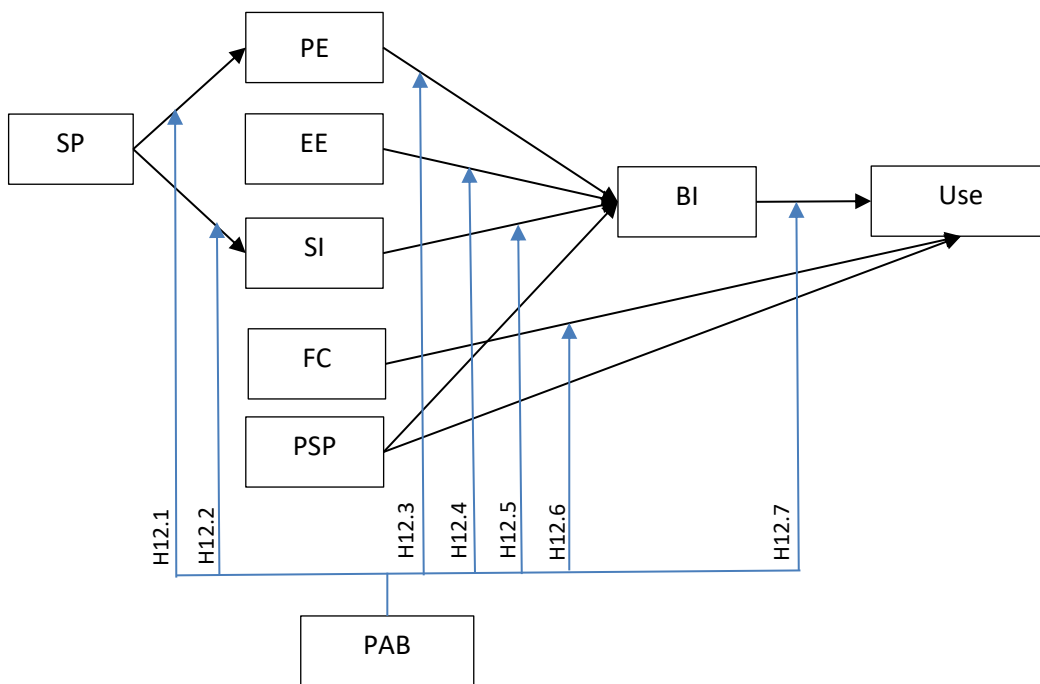 PE
SP
EE
BI
Use
SI
FC
PSP
H12.1
H12.2
H12.3
H12.4
H12.5
H12.6
H12.7
PAB